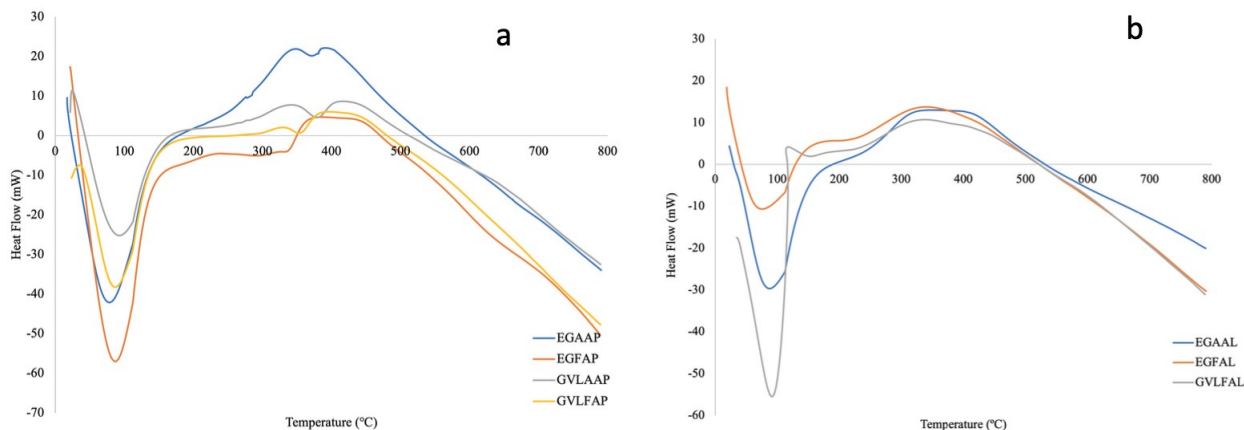 a
30
20
10
0
-10
-20
-30
-40
-50
-60
-70
0 100 200 300 400 500 600 700 800
Heat Flow (mW)
Temperature (°C)
EGAAP
EGFAP
GVLAAP
GVLFAP
b
30
20
10
0
-10
-20
-30
-40
-50
-60
0 100 200 300 400 500 600 700 800
Heat Flow (mW)
Temperature (°C)
EGAAL
EGFAL
GVLFAL